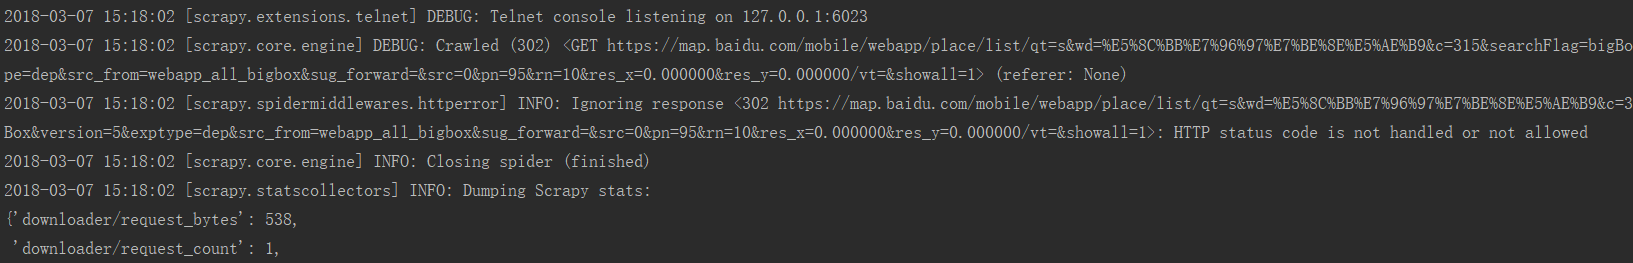 2018-03-07 15:18:02 [scrapy.extensions.telnet] DEBUG: Telnet console listening on 127.0.0.1:6023
2018-03-07 15:18:02 [scrapy.core.engine] DEBUG: Crawled (302) <GET https://map.baidu.com/mobile/webapp/place/list/qt=s&wd=%E5%8C%BB%E7%96%97%E7%BE%8E%E5%AE%B9&c=315&searchFlag=bigBo
pe=dep&src_from=webapp_all_bigbox&sug_forward=&src=0&pn=95&rn=10&res_x=0.000000&res_y=0.000000/vt=&showall=1> (referer: None)
2018-03-07 15:18:02 [scrapy.spidermiddlewares.httperror] INFO: Ignoring response <302 https://map.baidu.com/mobile/webapp/place/list/qt=s&wd=%E5%8C%BB%E7%96%97%E7%BE%8E%E5%AE%B9&c=3
Box&version=5&exptype=dep&src_from=webapp_all_bigbox&sug_forward=&src=0&pn=95&rn=10&res_x=0.000000&res_y=0.000000/vt=&showall=1>: HTTP status code is not handled or not allowed
2018-03-07 15:18:02 [scrapy.core.engine] INFO: Closing spider (finished)
2018-03-07 15:18:02 [scrapy.statscollectors] INFO: Dumping Scrapy stats:
{'downloader/request_bytes': 538,
 'downloader/request_count': 1,